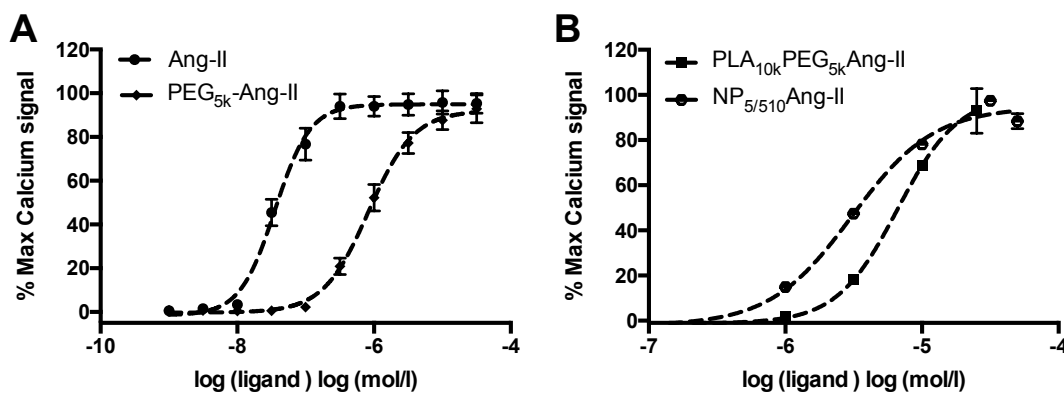 A
Ang-II
PEG5k-Ang-II
% Max Calcium signal
120
100
80
60
40
20
0
-10
-8
-6
-4
log (ligand ) log (mol/l)
B
PLA10kPEG5kAng-II
NP5/510Ang-II
% Max Calcium signal
120
100
80
60
40
20
0
-7
-6
-5
-4
log (ligand ) log (mol/l)